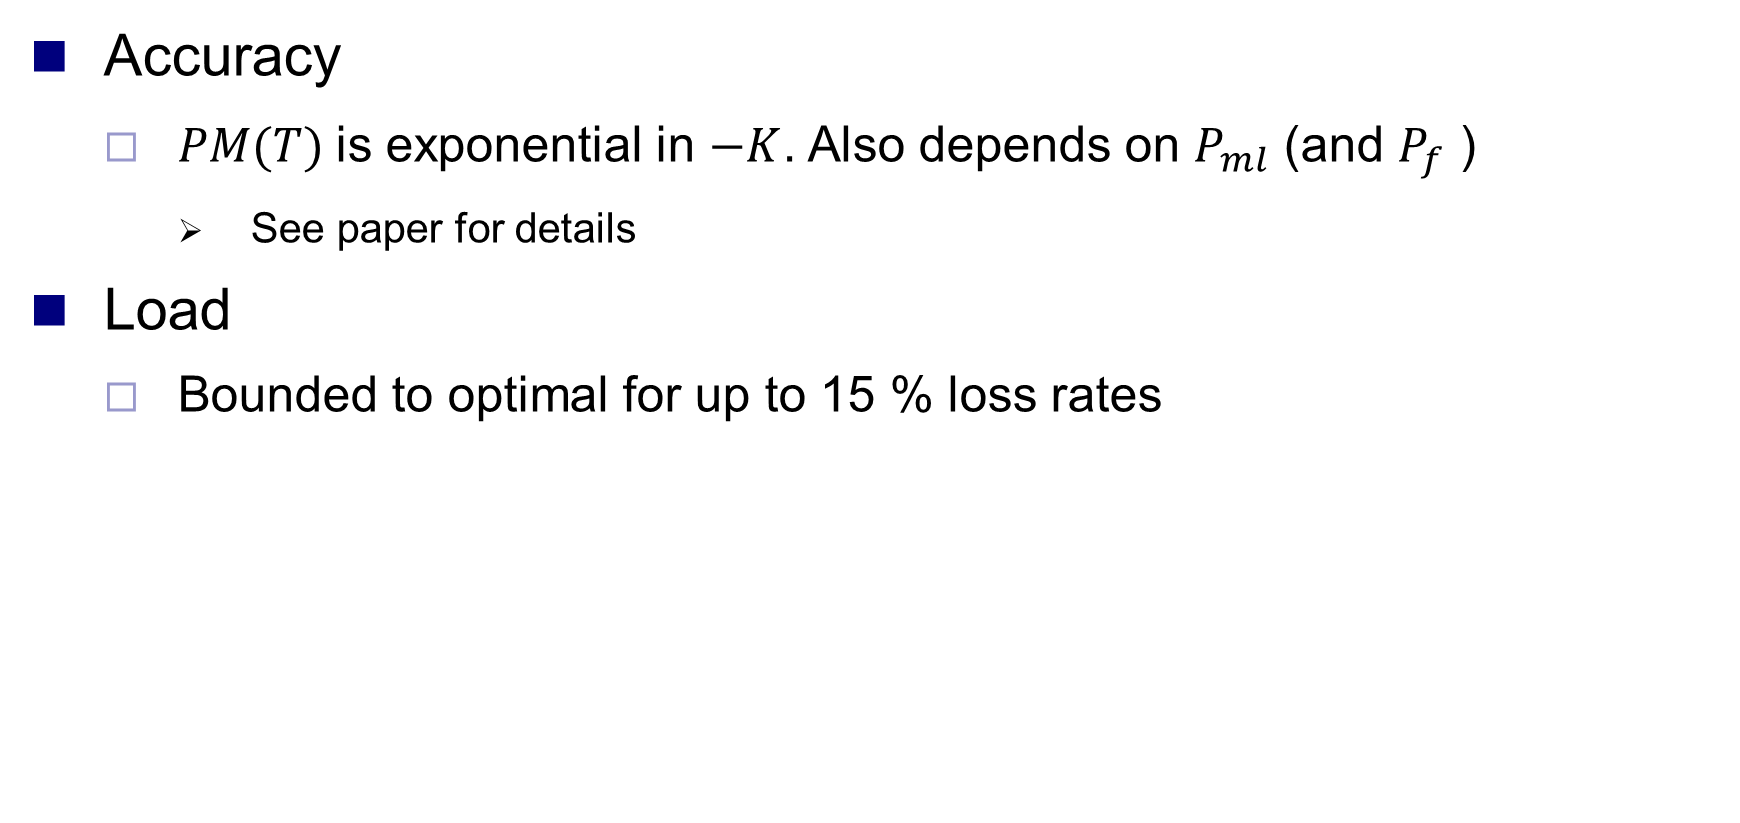 Accuracy
PM(T) is exponential in −K. Also depends on P_ml (and P_f )
See paper for details
Load
Bounded to optimal for up to 15 % loss rates